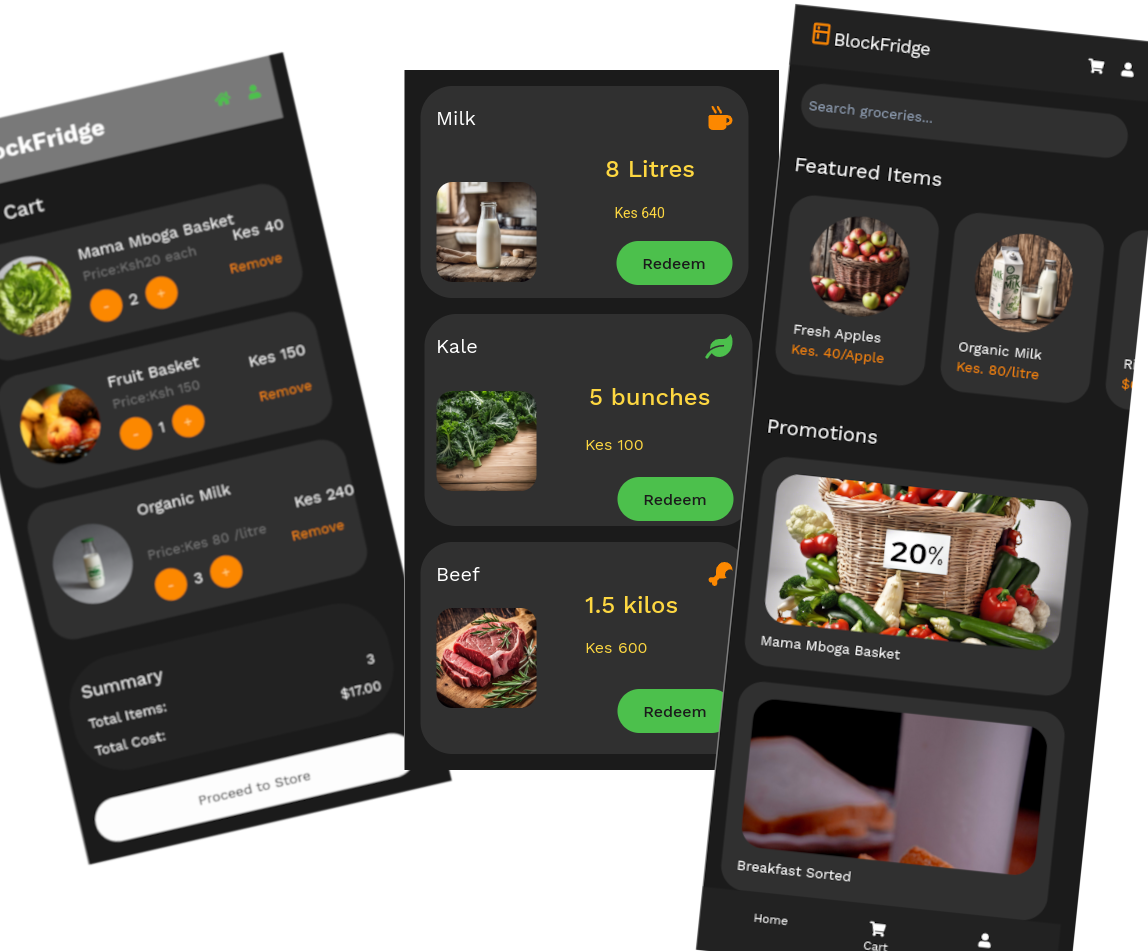 ockFridge
Cart
Mama Mboga Basket
Kes 40
Price:Ksh20 each
Remove
- 2 +
Fruit Basket
Kes 150
Price:Ksh 150
Remove
- 1 +
Organic Milk
Kes 240
Price:Kes 80 /litre
Remove
- 3 +
Summary
Total Items:
3
Total Cost:
$17.00
Proceed to Store
Milk
8 Litres
Kes 640
Redeem
Kale
5 bunches
Kes 100
Redeem
Beef
1.5 kilos
Kes 600
Redeem
BlockFridge
Search groceries...
Featured Items
Fresh Apples
Kes. 40/Apple
Organic Milk
Kes. 80/litre
Promotions
20%
Mama Mboga Basket
Breakfast Sorted
Home
Cart